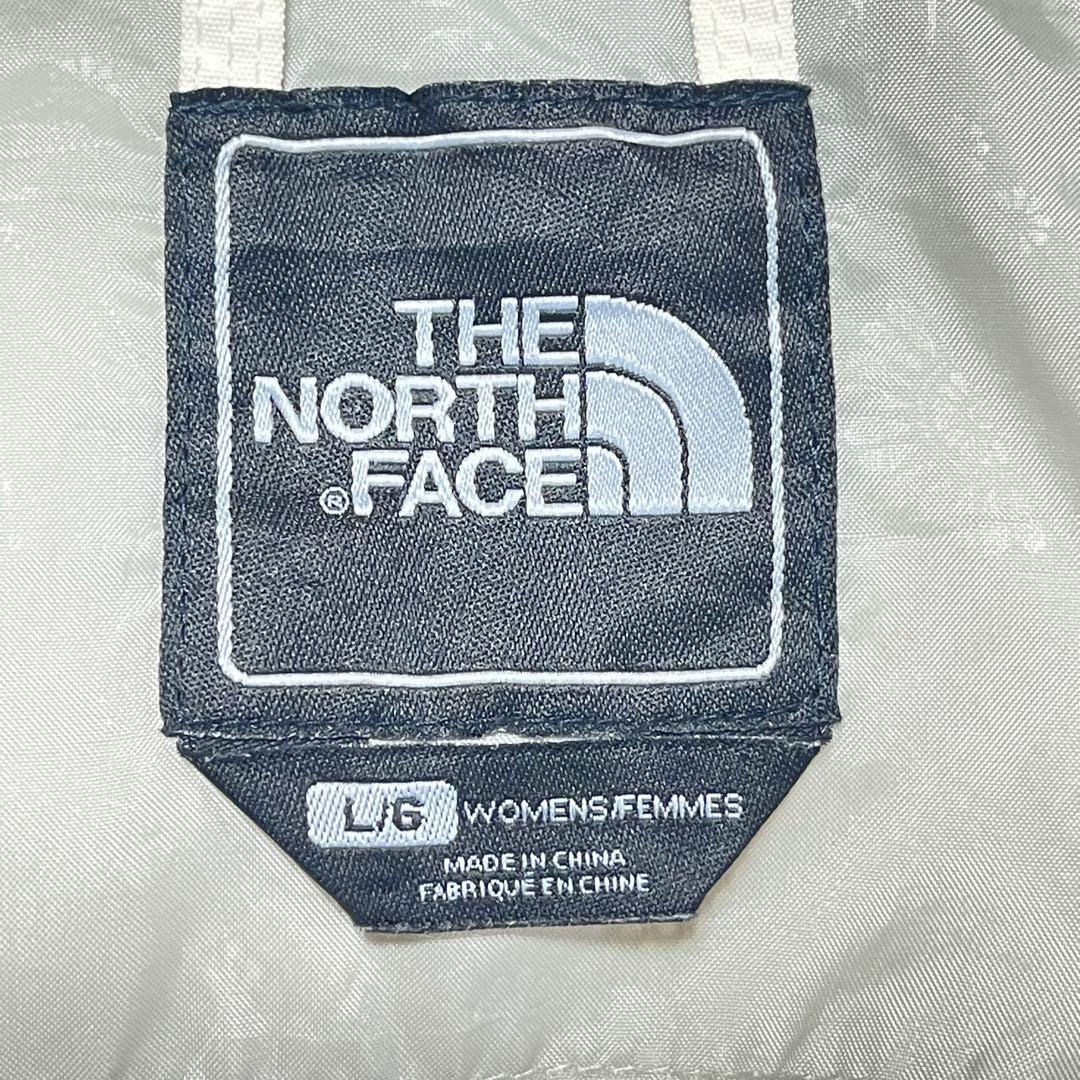 THE
NORTH
®FACE
L/G WOMENS/FEMMES
MADE IN CHINA
FABRIQUÉ EN CHINE